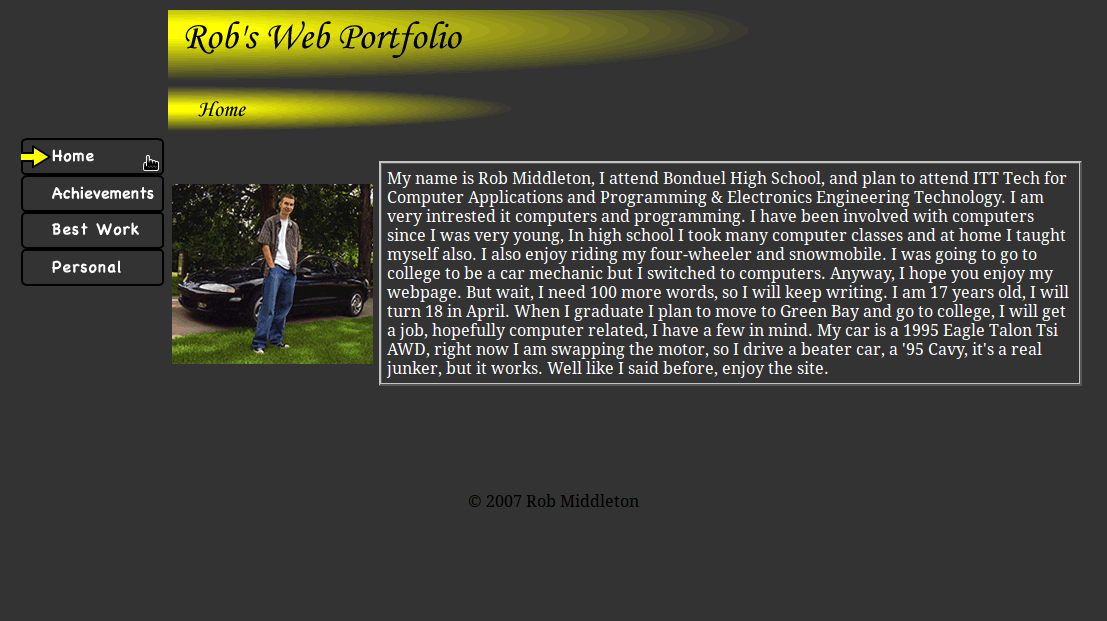 Rob's Web Portfolio
Home
Home
Achievements
Best Work
Personal
My name is Rob Middleton, I attend Bonduel High School, and plan to attend ITT Tech for
Computer Applications and Programming & Electronics Engineering Technology. I am
very intrested it computers and programming. I have been involved with computers
since I was very young, In high school I took many computer classes and at home I taught
myself also. I also enjoy riding my four-wheeler and snowmobile. I was going to go to
college to be a car mechanic but I switched to computers. Anyway, I hope you enjoy my
webpage. But wait, I need 100 more words, so I will keep writing. I am 17 years old, I will
turn 18 in April. When I graduate I plan to move to Green Bay and go to college, I will get
a job, hopefully computer related, I have a few in mind. My car is a 1995 Eagle Talon Tsi
AWD, right now I am swapping the motor, so I drive a beater car, a '95 Cavy, it's a real
junker, but it works. Well like I said before, enjoy the site.
© 2007 Rob Middleton